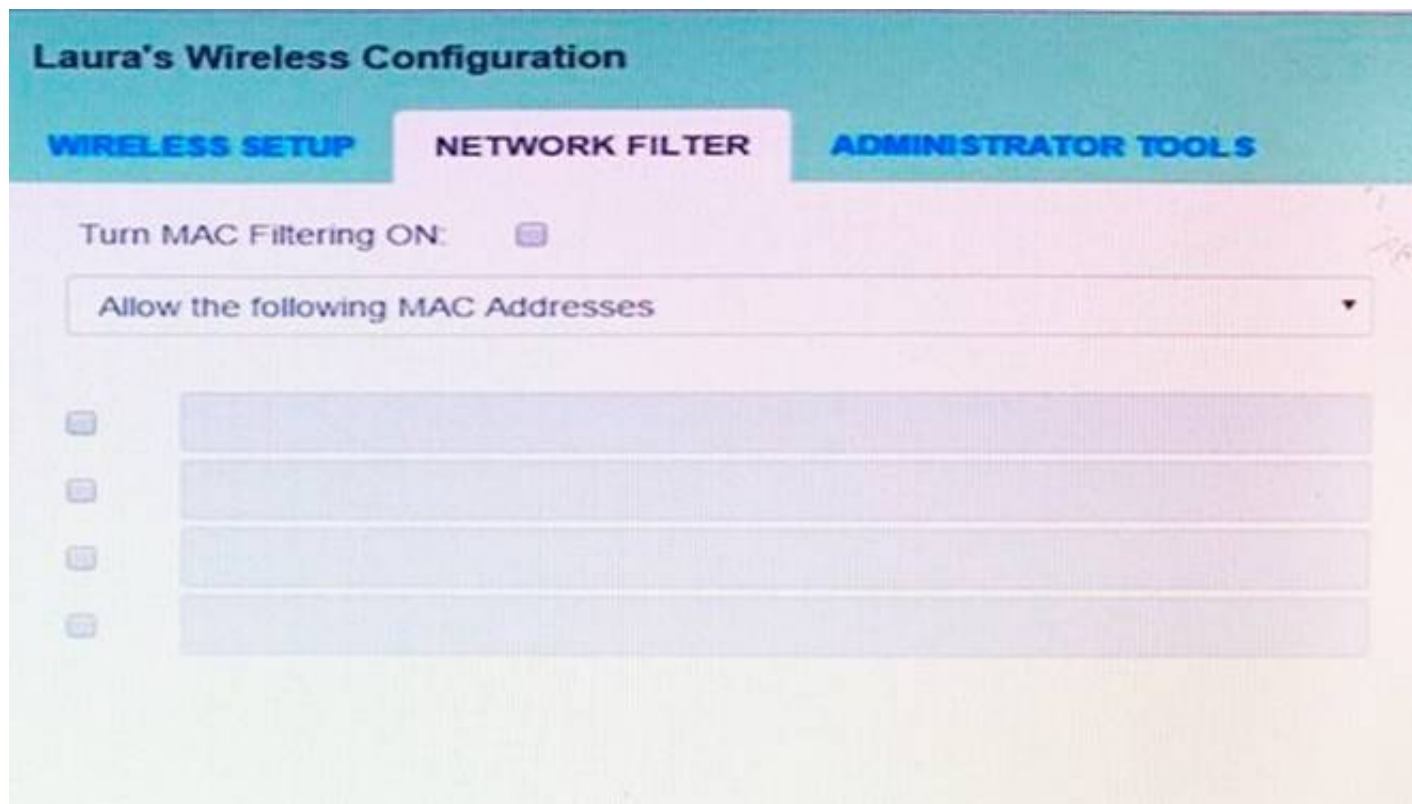 Laura's Wireless Configuration
WIRELESS SETUP NETWORK FILTER ADMINISTRATOR TOOLS
Turn MAC Filtering ON:
Allow the following MAC Addresses